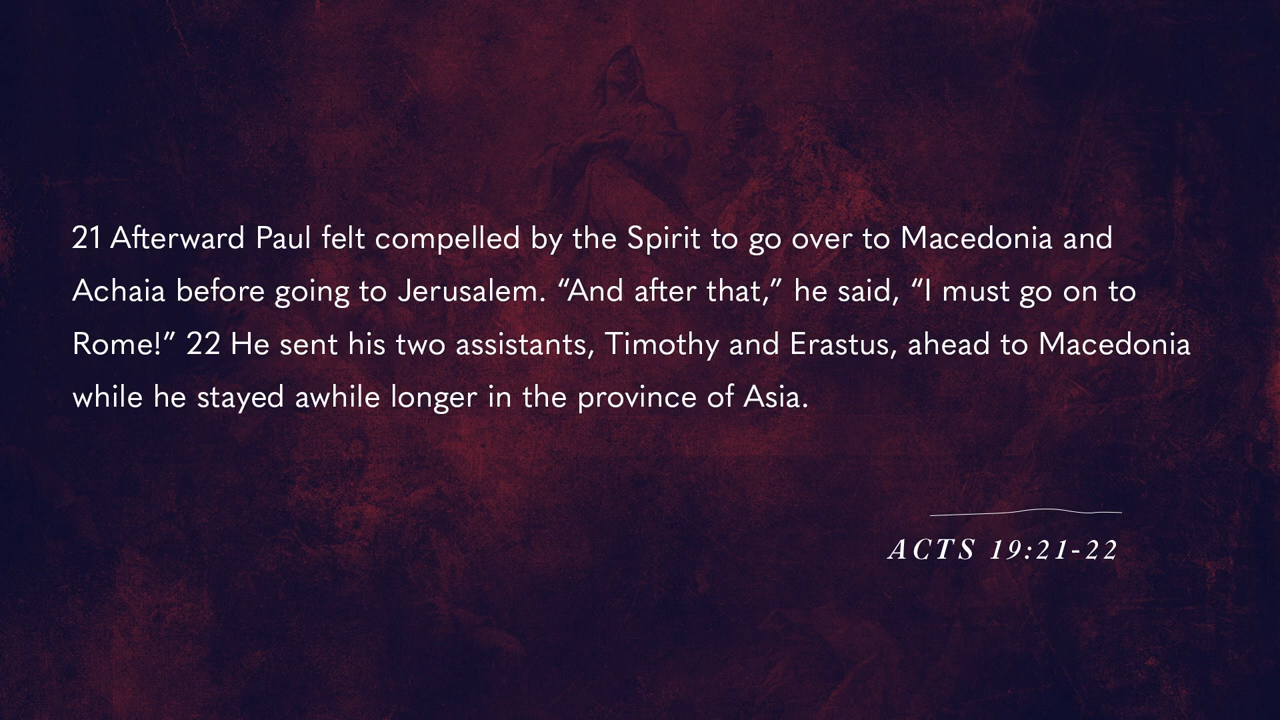 21 Afterward Paul felt compelled by the Spirit to go over to Macedonia and
Achaia before going to Jerusalem. “And after that,” he said, “I must go on to
Rome!” 22 He sent his two assistants, Timothy and Erastus, ahead to Macedonia
while he stayed awhile longer in the province of Asia.
ACTS 19:21-22